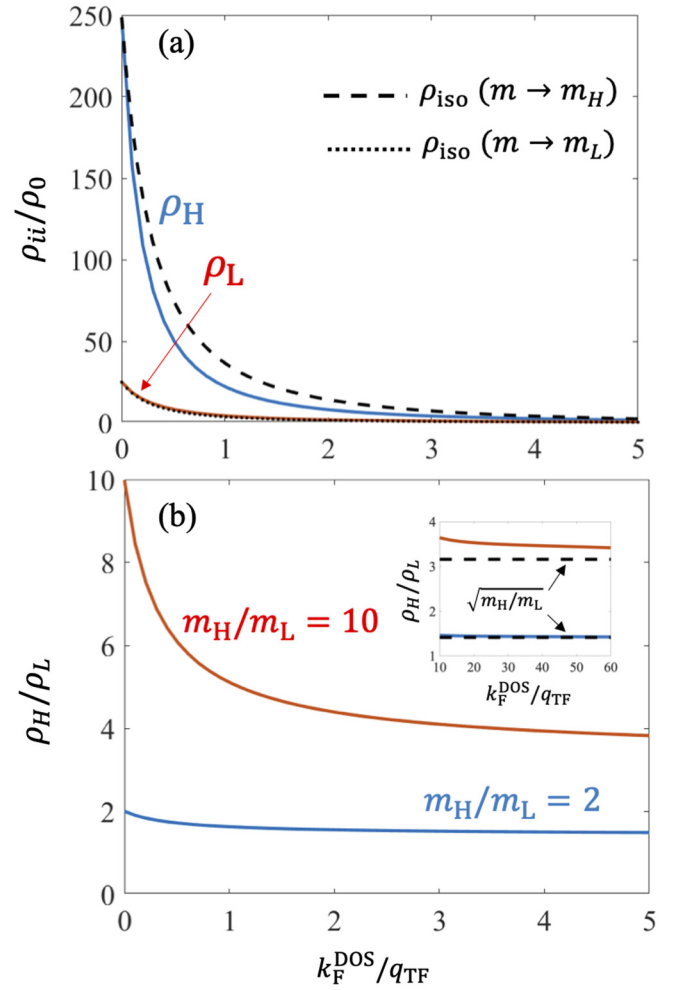 250
(a)
200
ρ_iso (m → m_H)
ρ_iso (m → m_L)
150
ρ_ii/ρ_0
ρ_H
100
ρ_L
50
0
0 1 2 3 4 5
10
(b)
8
m_H/m_L = 10
6
ρ_H/ρ_L
4
m_H/m_L = 2
2
0
0 1 2 3 4 5
k_F^DOS/q_TF
4
3
√m_H/m_L
2
1
ρ_H/ρ_L
10 20 30 40 50 60
k_F^DOS/q_TF